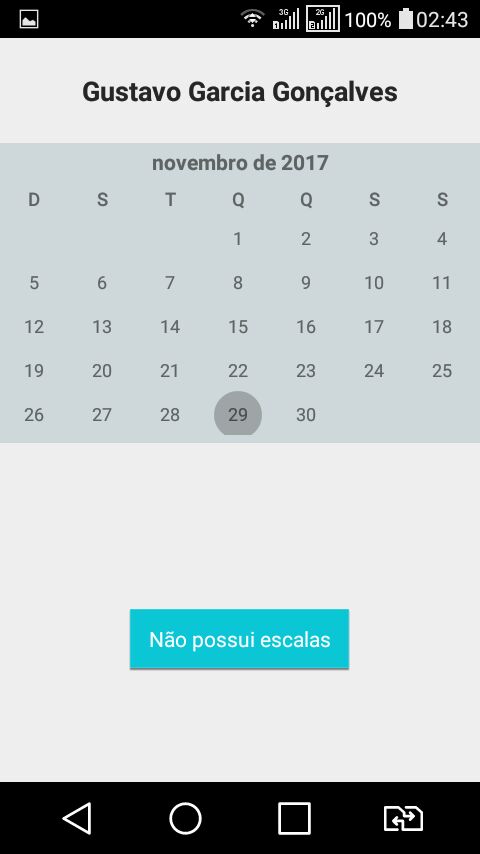 3G 2G 100% 02:43
Gustavo Garcia Gonçalves
novembro de 2017
D S T Q Q S S
1 2 3 4
5 6 7 8 9 10 11
12 13 14 15 16 17 18
19 20 21 22 23 24 25
26 27 28 29 30
Não possui escalas